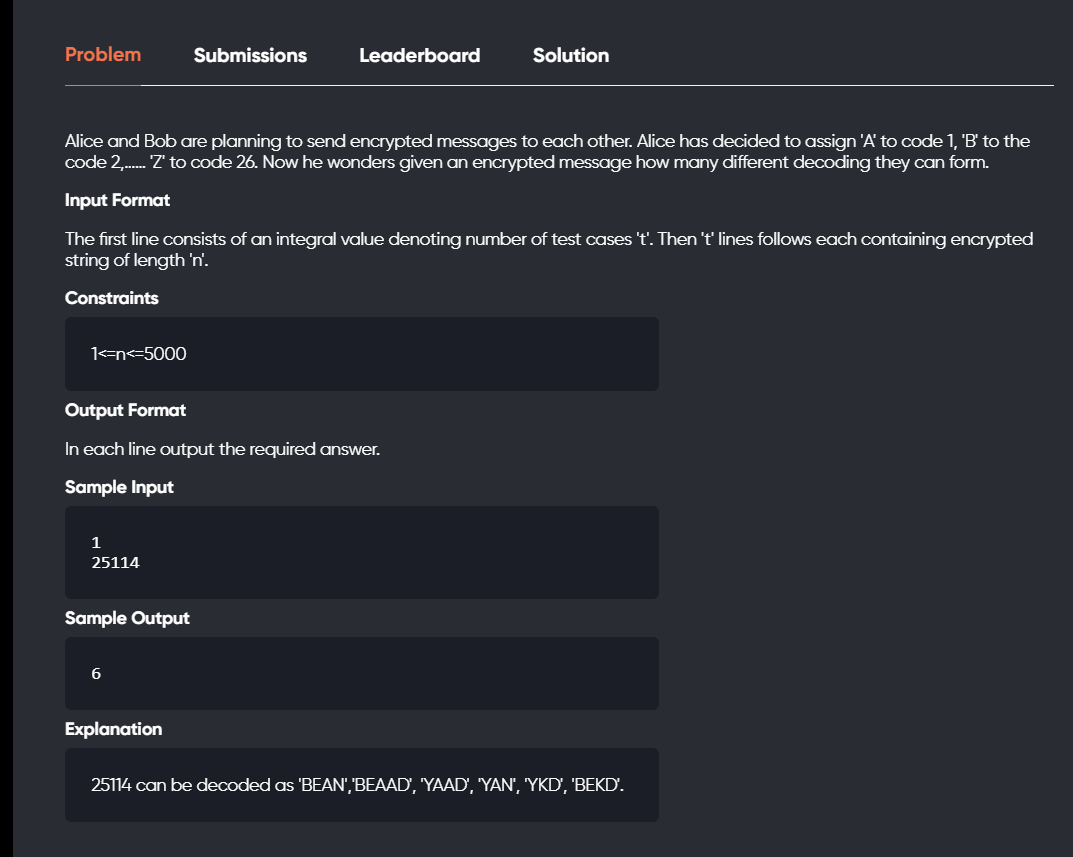 Problem Submissions Leaderboard Solution
Alice and Bob are planning to send encrypted messages to each other. Alice has decided to assign 'A' to code 1, 'B' to the
code 2,...... 'Z' to code 26. Now he wonders given an encrypted message how many different decoding they can form.
Input Format
The first line consists of an integral value denoting number of test cases 't'. Then 't' lines follows each containing encrypted
string of length 'n'.
Constraints
1<=n<=5000
Output Format
In each line output the required answer.
Sample Input
1
25114
Sample Output
6
Explanation
25114 can be decoded as 'BEAN','BEAAD', 'YAAD', 'YAN', 'YKD', 'BEKD'.